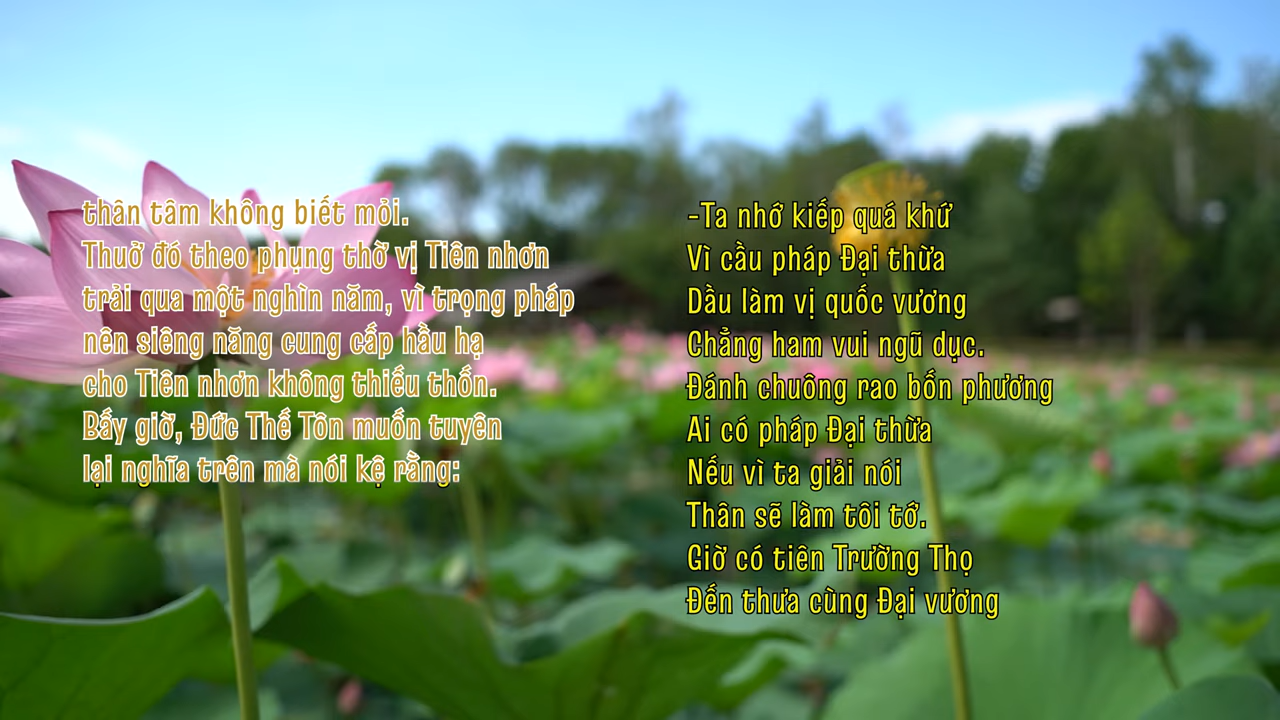 thân tâm không biết mỏi.
Thuở đó theo phụng thờ vị Tiên nhơn
trải qua một nghìn năm, vì trọng pháp
nên siêng năng cung cấp hầu hạ
cho Tiên nhơn không thiếu thốn.
Bấy giờ, Đức Thế Tôn muốn tuyên
lại nghĩa trên mà nói kệ rằng:
-Ta nhớ kiếp quá khứ
Vì cầu pháp Đại thừa
Dầu làm vị quốc vương
Chẳng ham vui ngũ dục.
Đánh chuông rao bốn phương
Ai có pháp Đại thừa
Nếu vì ta giải nói
Thân sẽ làm tôi tớ.
Giờ có tiên Trường Thọ
Đến thưa cùng Đại vương